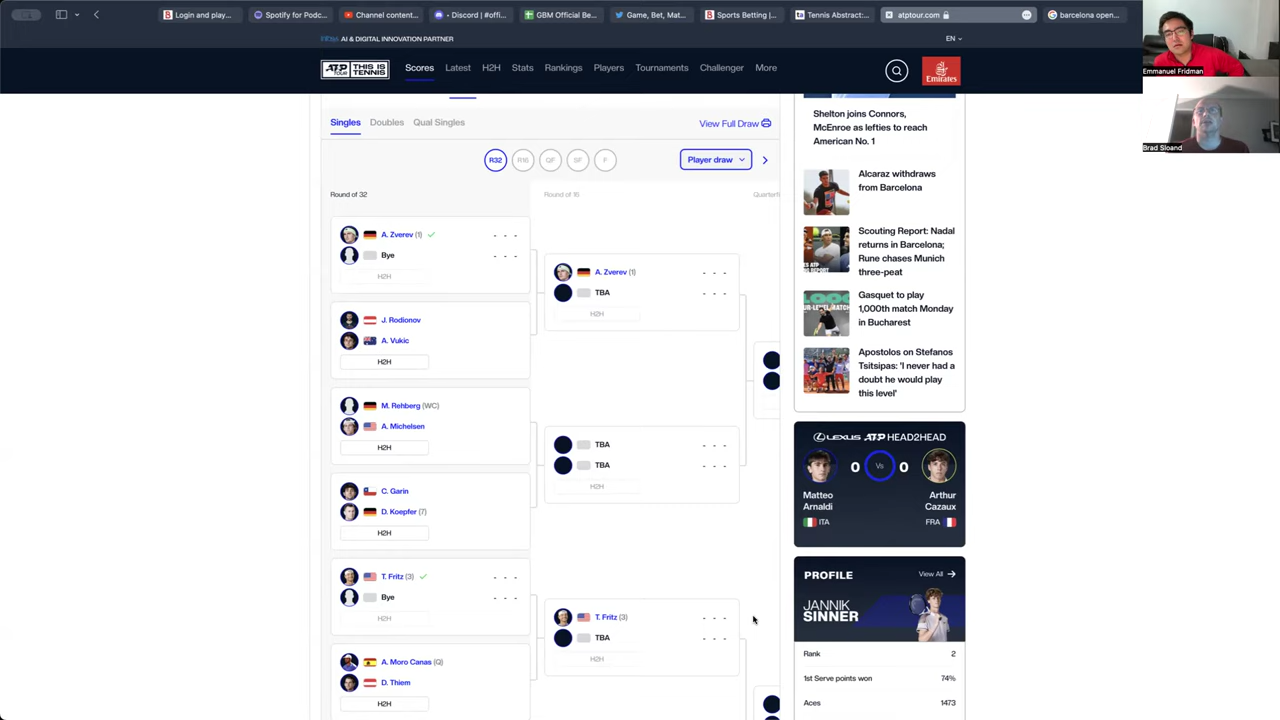 Login and play...
Spotify for Podc...
Channel content...
• Discord | #offi...
GBM Official Be...
Game, Bet, Mat...
Sports Betting |...
Tennis Abstract:...
atptour.com
barcelona open...
AI & DIGITAL INNOVATION PARTNER
EN
ATP TOUR THIS IS TENNIS
Scores
Latest
H2H
Stats
Rankings
Players
Tournaments
Challenger
More
Emirates
Emmanuel Fridman
Brad Sloand
Singles
Doubles
Qual Singles
View Full Draw
R32
R16
QF
SF
F
Player draw
Round of 32
Round of 16
Quarterfi
A. Zverev (1) - - -
Bye - - -
H2H
J. Rodionov
A. Vukic
H2H
M. Rehberg (WC)
A. Michelsen
H2H
C. Garin
D. Koepfer (7)
H2H
T. Fritz (3) - - -
Bye - - -
H2H
A. Moro Canas (Q)
D. Thiem
H2H
A. Zverev (1) - - -
TBA - - -
H2H
TBA - - -
TBA - - -
H2H
T. Fritz (3) - - -
TBA - - -
H2H
Shelton joins Connors,
McEnroe as lefties to reach
American No. 1
Alcaraz withdraws
from Barcelona
Scouting Report: Nadal
returns in Barcelona;
Rune chases Munich
three-peat
Gasquet to play
1,000th match Monday
in Bucharest
Apostolos on Stefanos
Tsitsipas: 'I never had a
doubt he would play
this level'
LEXUS ATP HEAD2HEAD
0 Vs 0
Matteo
Arnaldi
ITA
Arthur
Cazaux
FRA
PROFILE
View All
JANNIK
SINNER
Rank 2
1st Serve points won 74%
Aces 1473